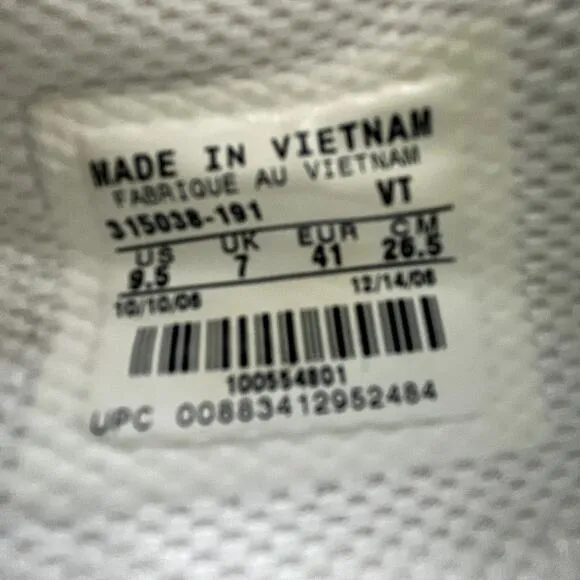 MADE IN VIETNAM
FABRIQUE AU VIETNAM
315038-191 VT
US UK EUR CM
9.5 7 41 26.5
10/10/06 12/14/06
100554801
UPC 00883412952484